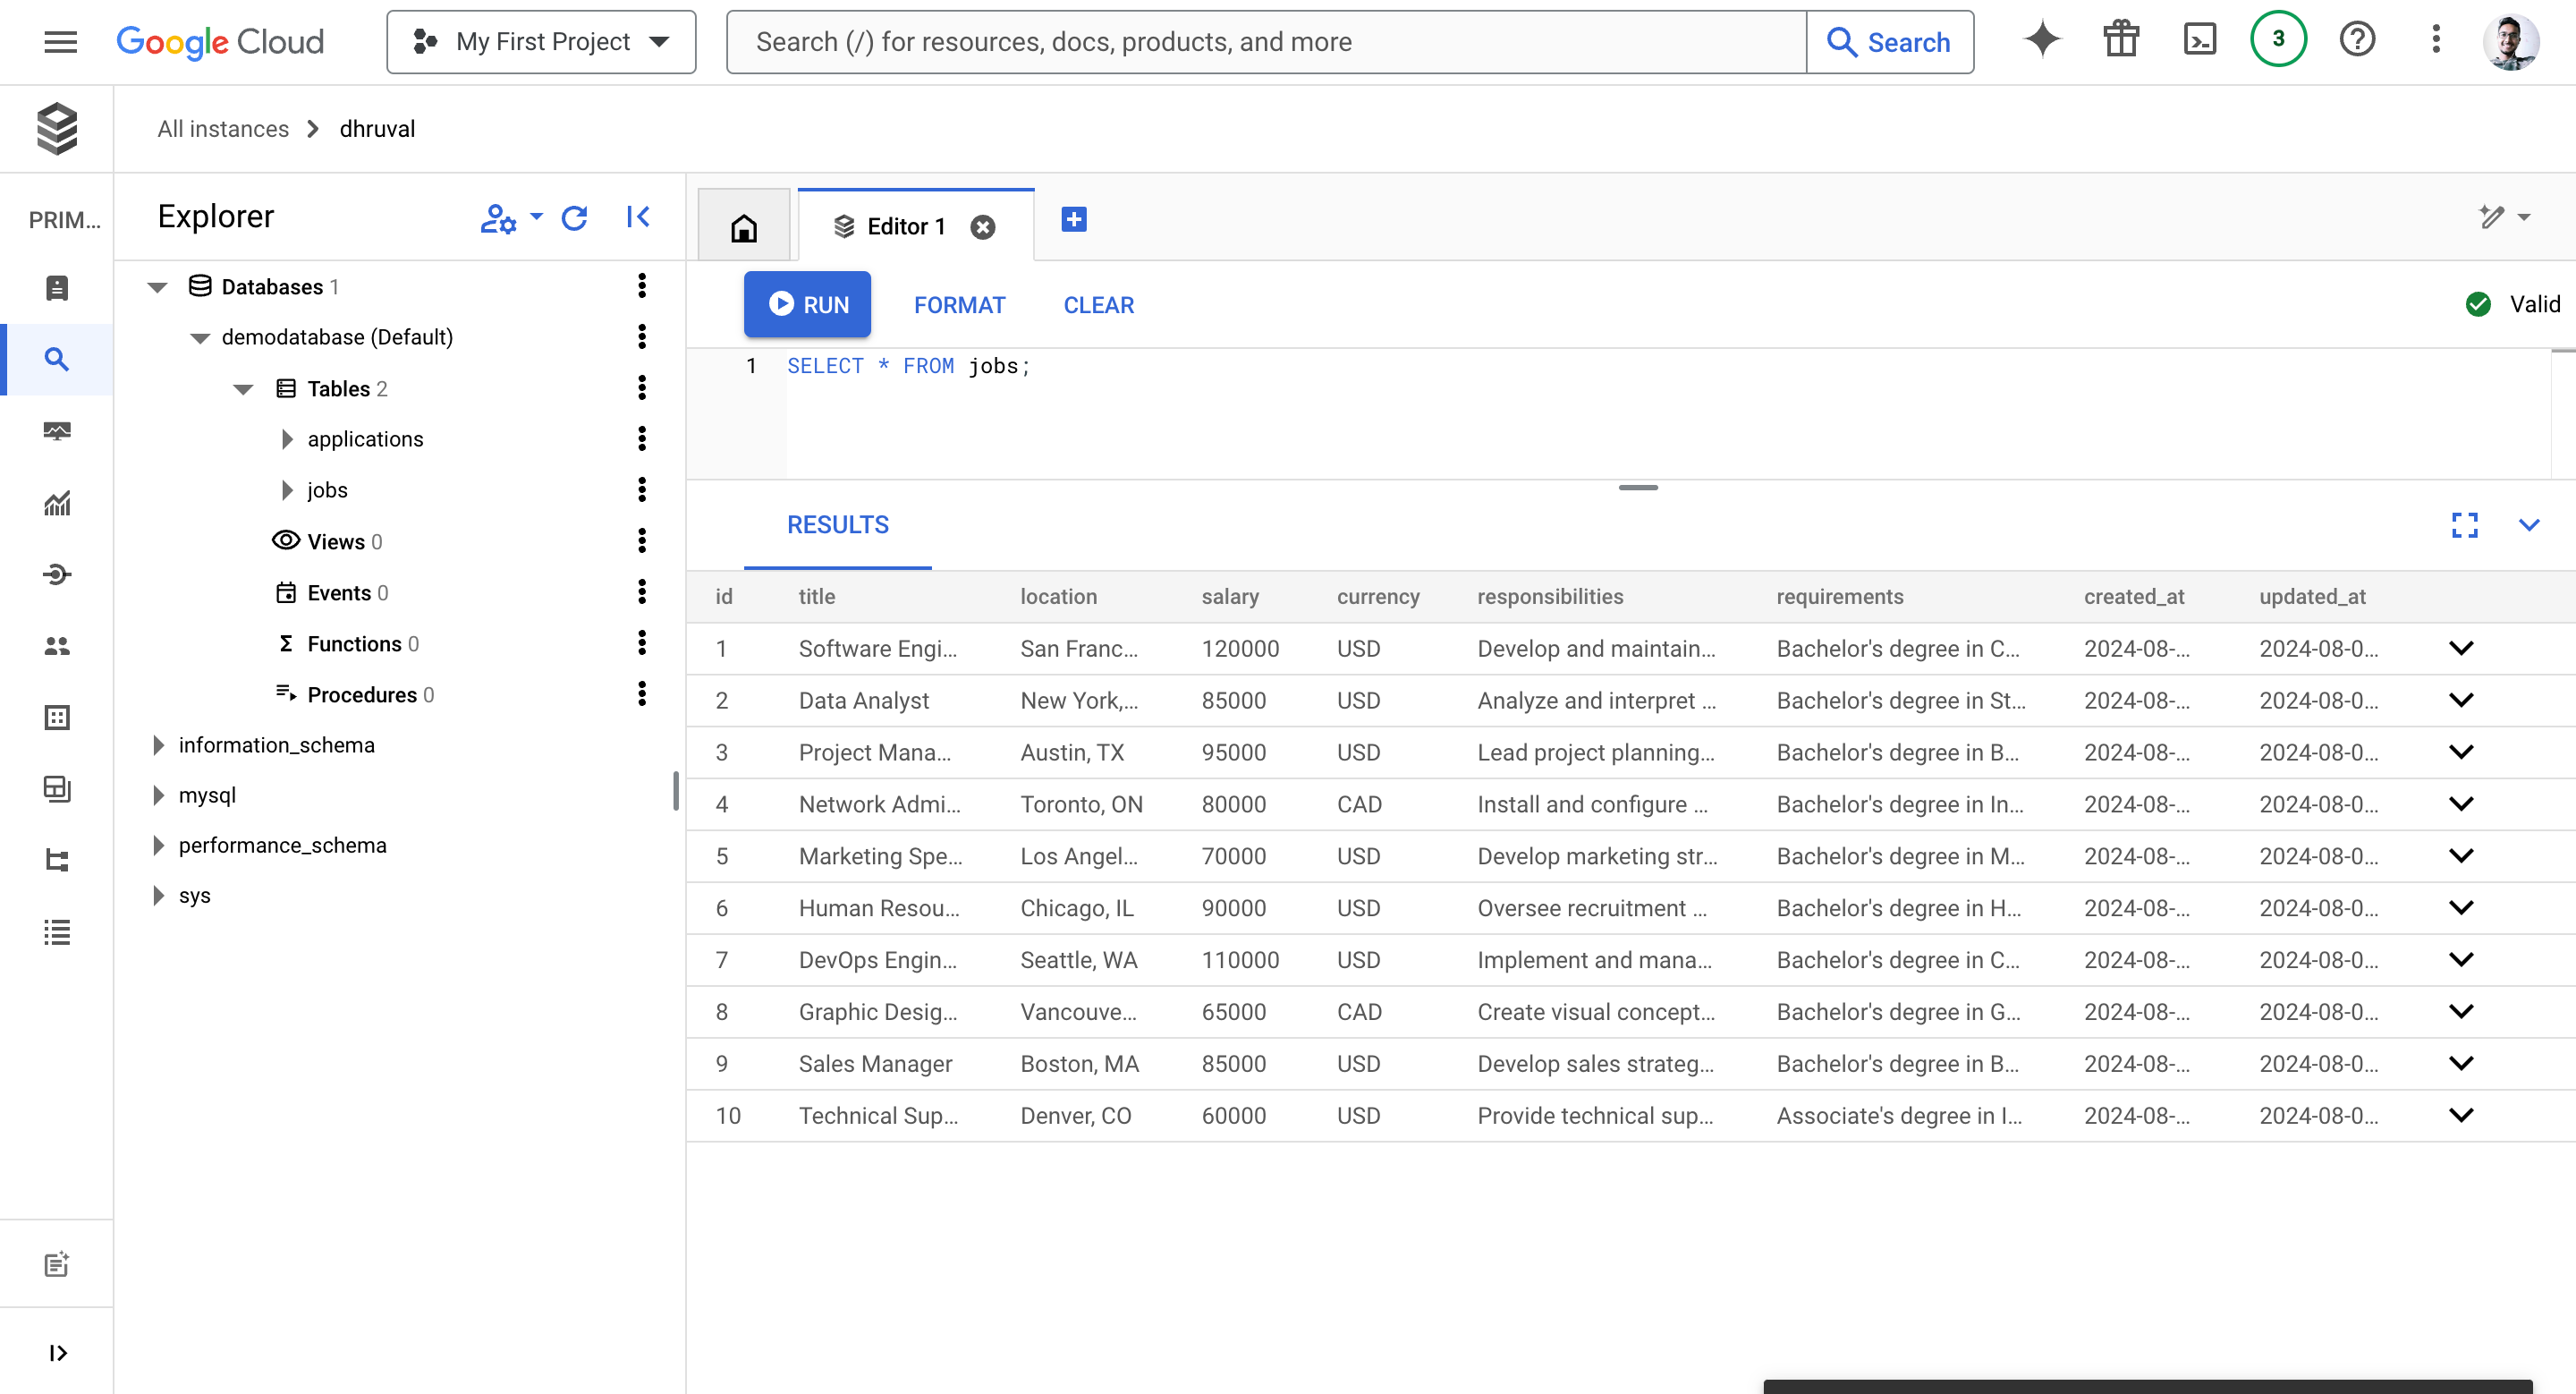 Google Cloud My First Project Search (/) for resources, docs, products, and more Search 3
All instances dhruval
PRIM...
Explorer
Databases 1
demodatabase (Default)
Tables 2
applications
jobs
Views 0
Events 0
Functions 0
Procedures 0
information_schema
mysql
performance_schema
sys
Editor 1
RUN FORMAT CLEAR Valid
1 SELECT * FROM jobs;
RESULTS
id title location salary currency responsibilities requirements created_at updated_at
1 Software Engi... San Franc... 120000 USD Develop and maintain... Bachelor's degree in C... 2024-08-... 2024-08-0...
2 Data Analyst New York,... 85000 USD Analyze and interpret ... Bachelor's degree in St... 2024-08-... 2024-08-0...
3 Project Mana... Austin, TX 95000 USD Lead project planning... Bachelor's degree in B... 2024-08-... 2024-08-0...
4 Network Admi... Toronto, ON 80000 CAD Install and configure ... Bachelor's degree in In... 2024-08-... 2024-08-0...
5 Marketing Spe... Los Angel... 70000 USD Develop marketing str... Bachelor's degree in M... 2024-08-... 2024-08-0...
6 Human Resou... Chicago, IL 90000 USD Oversee recruitment ... Bachelor's degree in H... 2024-08-... 2024-08-0...
7 DevOps Engin... Seattle, WA 110000 USD Implement and mana... Bachelor's degree in C... 2024-08-... 2024-08-0...
8 Graphic Desig... Vancouve... 65000 CAD Create visual concept... Bachelor's degree in G... 2024-08-... 2024-08-0...
9 Sales Manager Boston, MA 85000 USD Develop sales strateg... Bachelor's degree in B... 2024-08-... 2024-08-0...
10 Technical Sup... Denver, CO 60000 USD Provide technical sup... Associate's degree in I... 2024-08-... 2024-08-0...